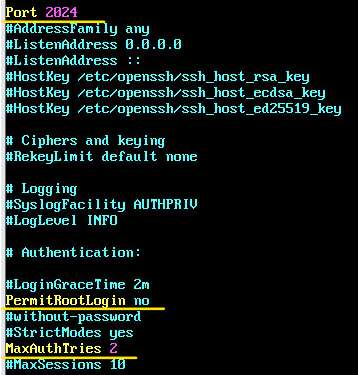 Port 2024
#AddressFamily any
#ListenAddress 0.0.0.0
#ListenAddress ::
#HostKey /etc/openssh/ssh_host_rsa_key
#HostKey /etc/openssh/ssh_host_ecdsa_key
#HostKey /etc/openssh/ssh_host_ed25519_key
# Ciphers and keying
#RekeyLimit default none
# Logging
#SyslogFacility AUTHPRIV
#LogLevel INFO
# Authentication:
#LoginGraceTime 2m
PermitRootLogin no
#without-password
#StrictModes yes
MaxAuthTries 2
#MaxSessions 10